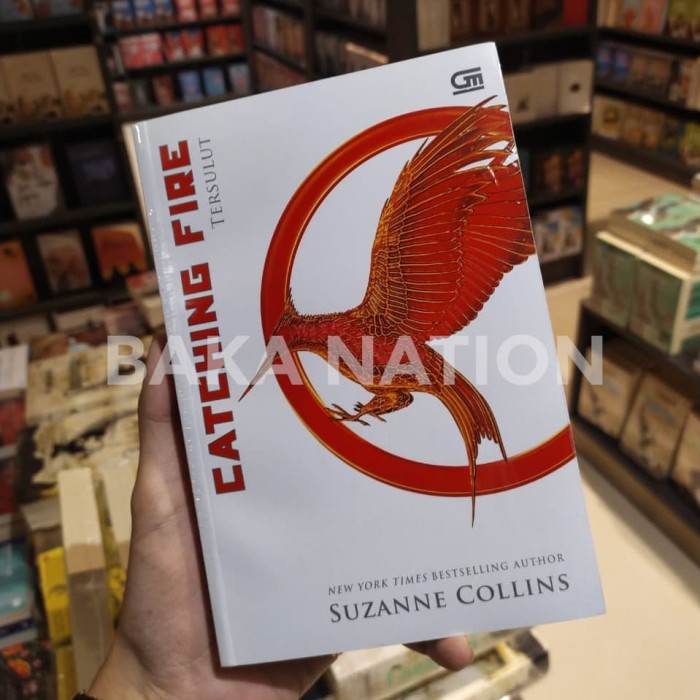 CATCHING FIRE
TERSULUT
BAKA NATION
NEW YORK TIMES BESTSELLING AUTHOR
SUZANNE COLLINS